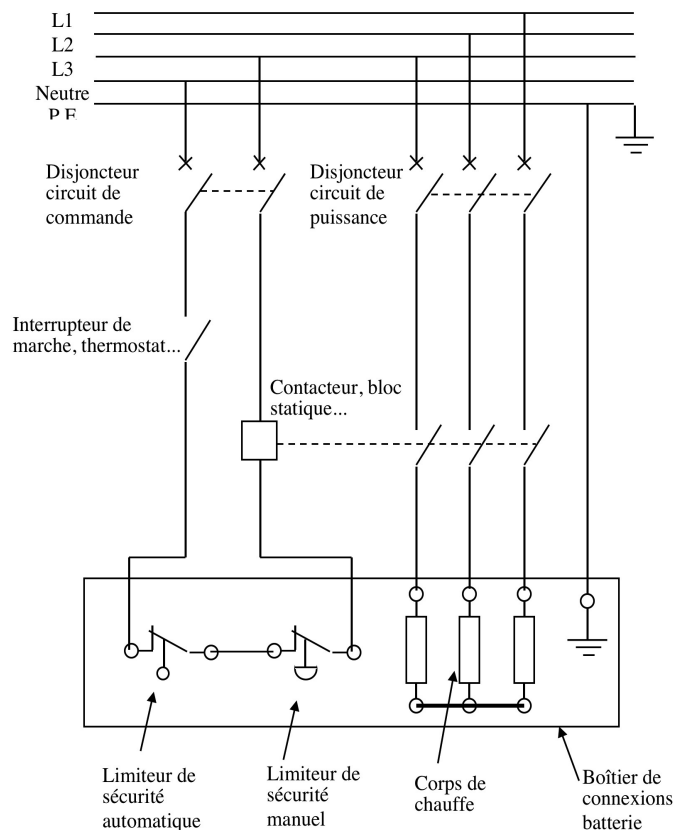 L1
L2
L3
Neutre
P E
Disjoncteur
circuit de
commande
Disjoncteur
circuit de
puissance
Interrupteur de
marche, thermostat...
Contacteur, bloc
statique...
Limiteur de
sécurité
automatique
Limiteur de
sécurité
manuel
Corps de
chauffe
Boîtier de
connexions
batterie